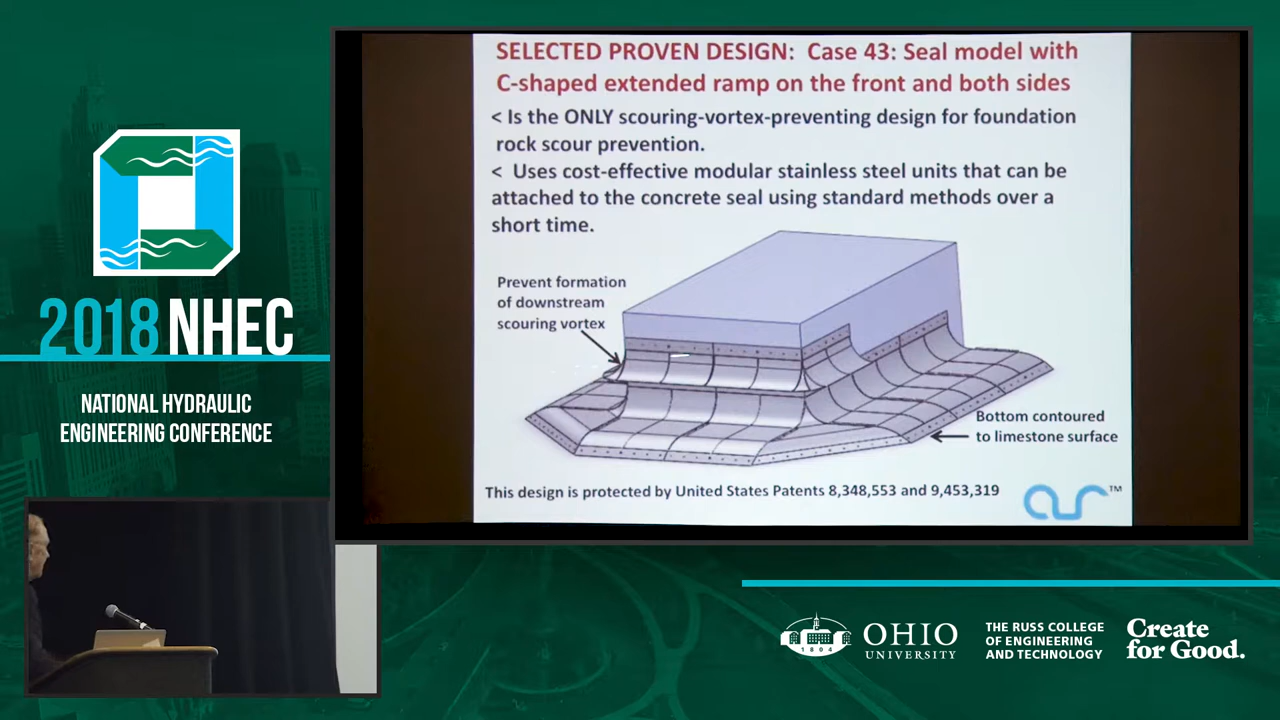 2018 NHEC
NATIONAL HYDRAULIC
ENGINEERING CONFERENCE
SELECTED PROVEN DESIGN: Case 43: Seal model with
C-shaped extended ramp on the front and both sides
< Is the ONLY scouring-vortex-preventing design for foundation
rock scour prevention.
< Uses cost-effective modular stainless steel units that can be
attached to the concrete seal using standard methods over a
short time.
Prevent formation
of downstream
scouring vortex
Bottom contoured
to limestone surface
This design is protected by United States Patents 8,348,553 and 9,453,319
aur™
1804
OHIO
UNIVERSITY
THE RUSS COLLEGE
OF ENGINEERING
AND TECHNOLOGY
Create
for Good.